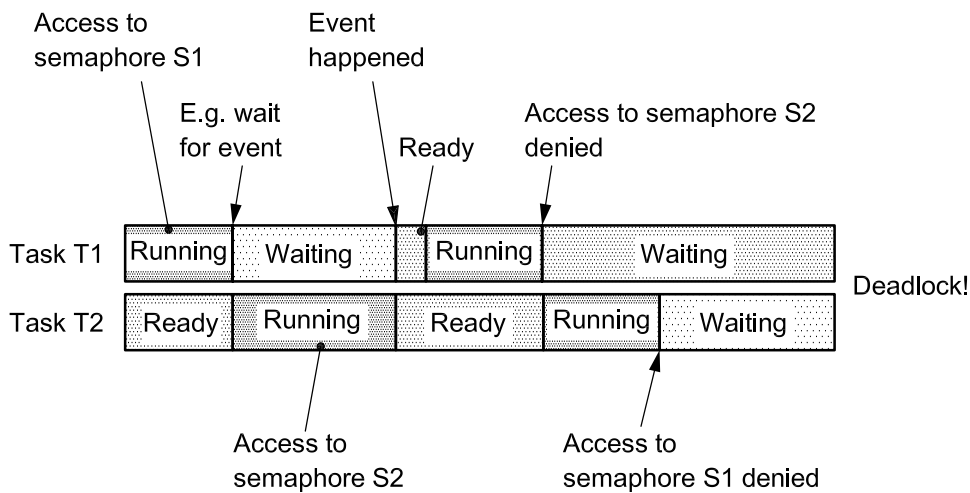 Access to
semaphore S1
Event
happened
E.g. wait
for event
Ready
Access to semaphore S2
denied
Task T1
Running
Waiting
Running
Waiting
Deadlock!
Task T2
Ready
Running
Ready
Running
Waiting
Access to
semaphore S2
Access to
semaphore S1 denied